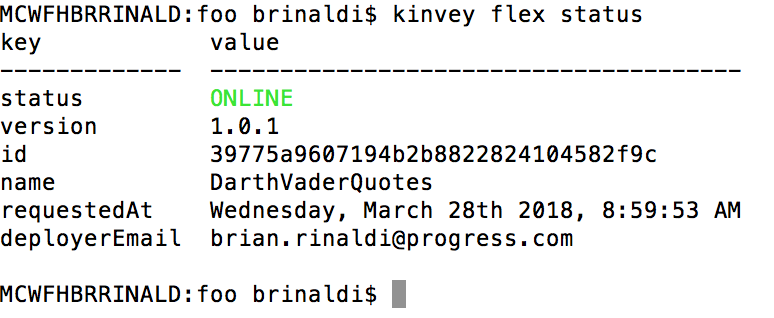 MCWFHBRRINALD:foo brinaldi$ kinvey flex status
key            value
-------------  ----------------------------------------
status         ONLINE
version        1.0.1
id             39775a9607194b2b8822824104582f9c
name           DarthVaderQuotes
requestedAt    Wednesday, March 28th 2018, 8:59:53 AM
deployerEmail  brian.rinaldi@progress.com
MCWFHBRRINALD:foo brinaldi$